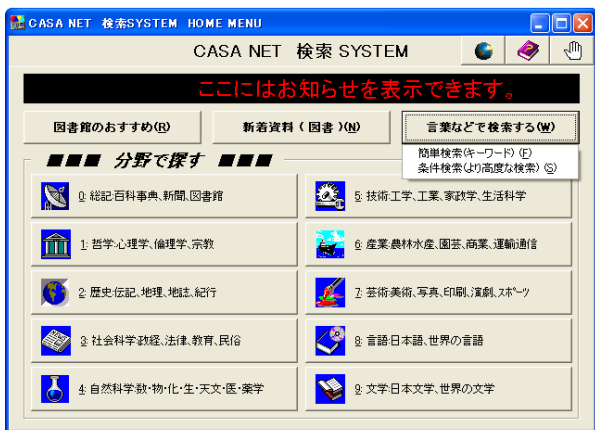 CASA NET 検索SYSTEM HOME MENU
CASA NET 検索 SYSTEM
ここにはお知らせを表示できます。
図書館のおすすめ(R)
新着資料 ( 図書 )(N)
言葉などで検索する(W)
簡単検索(キーワード) (F)
条件検索(より高度な検索) (S)
■■■ 分野で探す ■■■
0: 総記:百科事典、新聞、図書館
1: 哲学:心理学、倫理学、宗教
2: 歴史:伝記、地理、地誌、紀行
3: 社会科学:政経、法律、教育、民俗
4: 自然科学:数・物・化・生・天文・医・薬学
5: 技術:工学、工業、家政学、生活科学
6: 産業:農林水産、園芸、商業、運輸通信
7: 芸術:美術、写真、印刷、演劇、スポーツ
8: 言語:日本語、世界の言語
9: 文学:日本文学、世界の文学